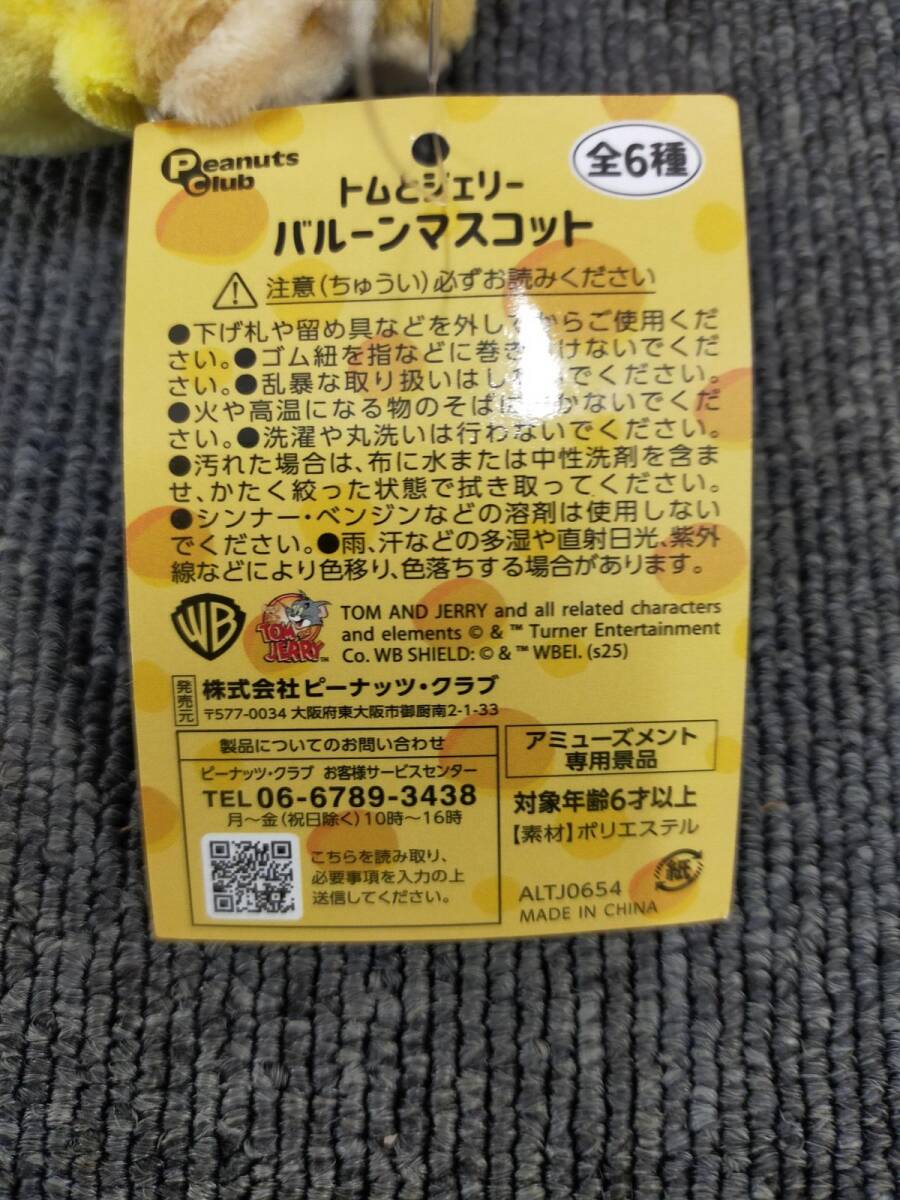 Peanuts Club
全6種
トムとジェリー
バルーンマスコット
注意(ちゅうい)必ずお読みください
●下げ札や留め具などを外してからご使用くだ
さい。●ゴム紐を指などに巻きつけないでくだ
さい。●乱暴な取り扱いはしないでください。
●火や高温になる物のそばに
かないでくだ
さい。●洗濯や丸洗いは行わないでください。
●汚れた場合は、布に水または中性洗剤を含ま
せ、かたく絞った状態で拭き取ってください。
●シンナー・ベンジンなどの溶剤は使用しない
でください。●雨、汗などの多湿や直射日光、紫外
線などにより色移り、色落ちする場合があります。
WB
TOM AND JERRY
TOM AND JERRY and all related characters
and elements © & ™ Turner Entertainment
Co. WB SHIELD: © & ™ WBEI. (s25)
発売元
株式会社ピーナッツ・クラブ
〒577-0034 大阪府東大阪市御厨南2-1-33
製品についてのお問い合わせ
ピーナッツ・クラブ お客様サービスセンター
TEL 06-6789-3438
月～金(祝日除く)10時～16時
こちらを読み取り、
必要事項を入力の上
送信してください。
アミューズメント
専用景品
対象年齢6才以上
【素材】ポリエステル
紙
ALTJ0654
MADE IN CHINA